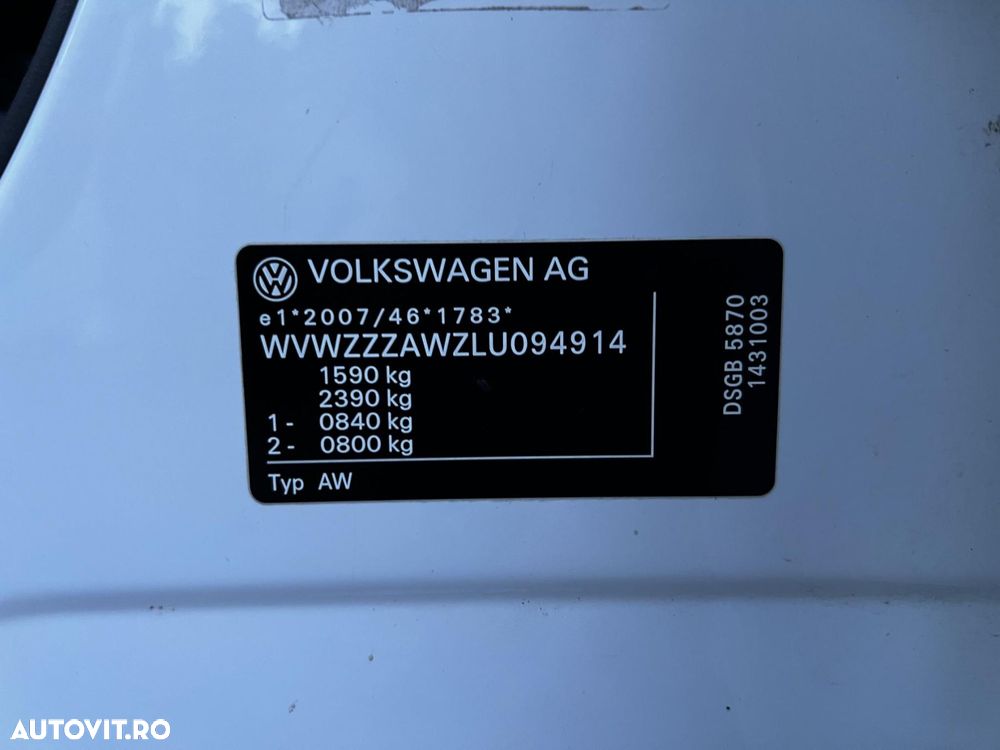 VOLKSWAGEN AG
e1*2007/46*1783*
WVWZZZAWZLU094914
1590 kg
2390 kg
1- 0840 kg
2- 0800 kg
Typ AW
DSGB 5870
1431003
AUTOVIT.RO